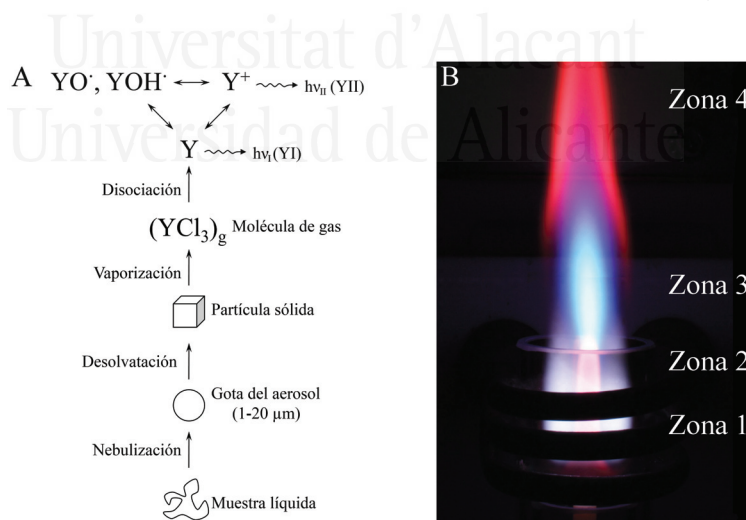 Universitat d'Alacant
Universidad de Alicante
A
YO·, YOH· ↔ Y⁺ hν_II (YII)
Y hν_I (YI)
Disociación
(YCl₃)g Molécula de gas
Vaporización
Partícula sólida
Desolvatación
Gota del aerosol
(1-20 µm)
Nebulización
Muestra líquida
B
Zona 4
Zona 3
Zona 2
Zona 1